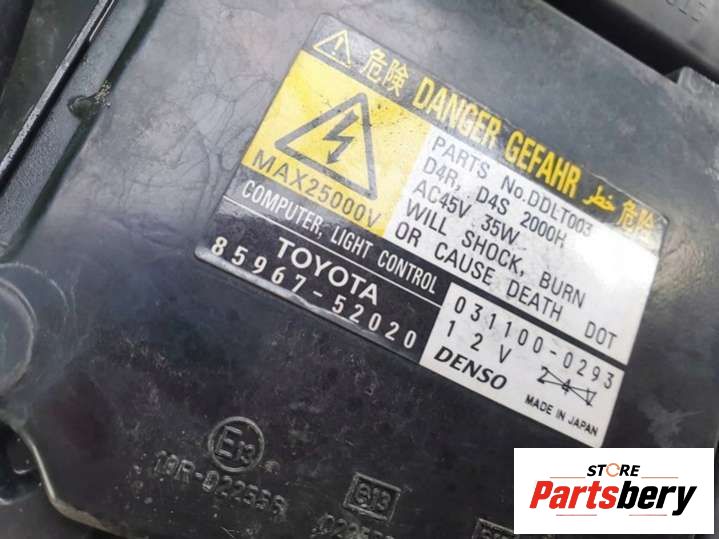 危険 DANGER GEFAHR خطر 危险
MAX25000V
PARTS No.DDLT003
D4R, D4S 2000H
AC45V 35W
WILL SHOCK, BURN
OR CAUSE DEATH DOT
COMPUTER, LIGHT CONTROL
TOYOTA
85967-52020
031100-0293
12V 24V
DENSO
MADE IN JAPAN
E13
E13
STORE
Partsbery